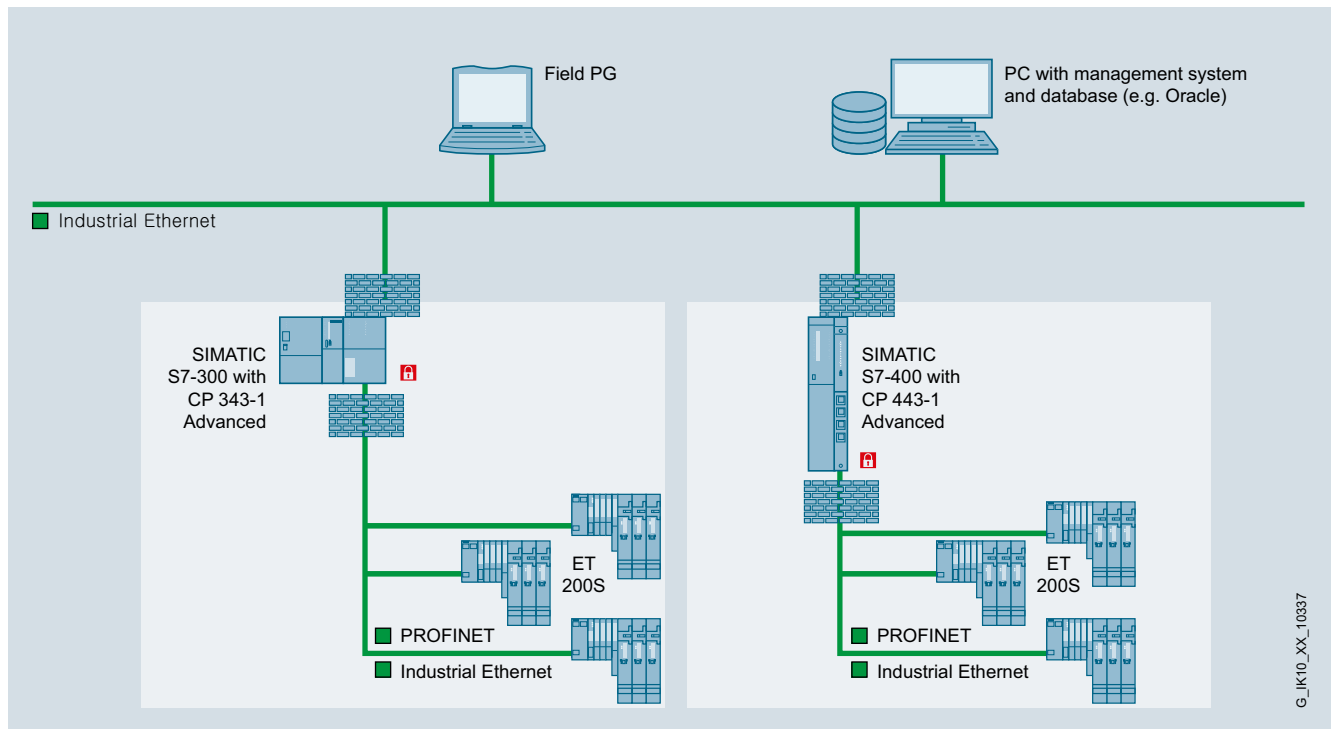 Field PG
PC with management system
and database (e.g. Oracle)
Industrial Ethernet
SIMATIC
S7-300 with
CP 343-1
Advanced
ET
200S
PROFINET
Industrial Ethernet
SIMATIC
S7-400 with
CP 443-1
Advanced
ET
200S
PROFINET
Industrial Ethernet
G_IK10_XX_10337